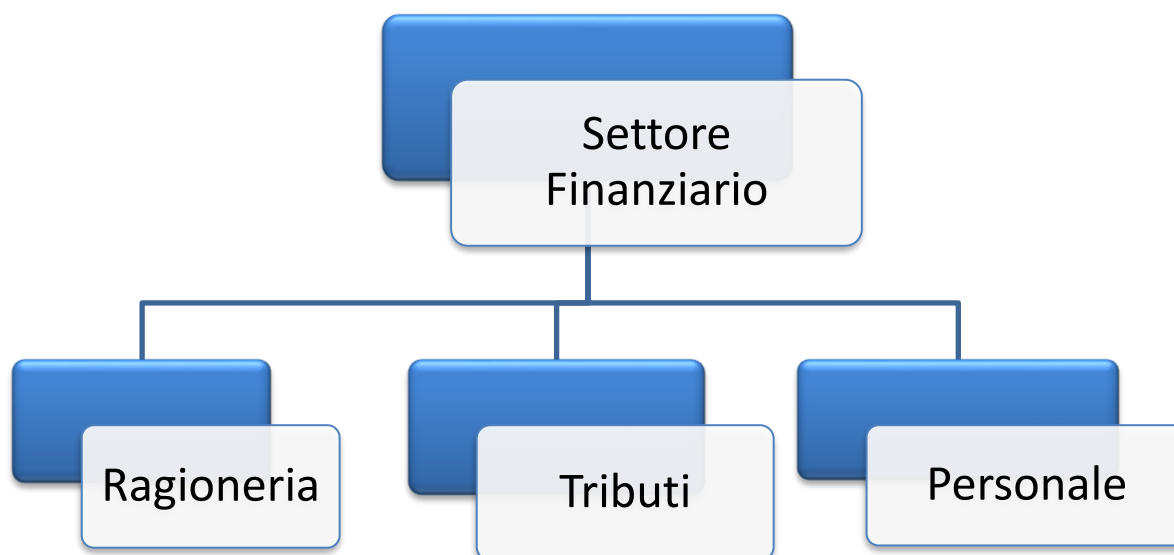 Settore
Finanziario
Ragioneria
Tributi
Personale